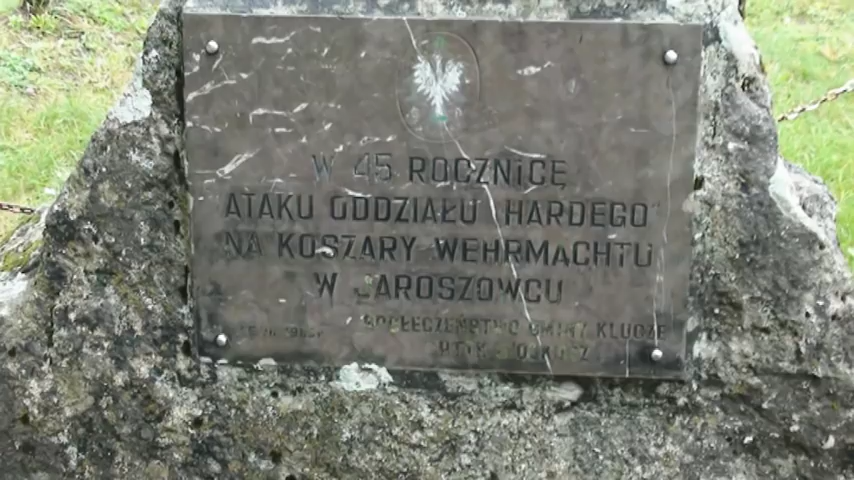 W 45 ROCZNICĘ
ATAKU ODDZIAŁU "HARDEGO"
NA KOSZARY WEHRMACHTU
W JAROSZOWCU
SPOŁECZEŃSTWO GMINY KLUCZE